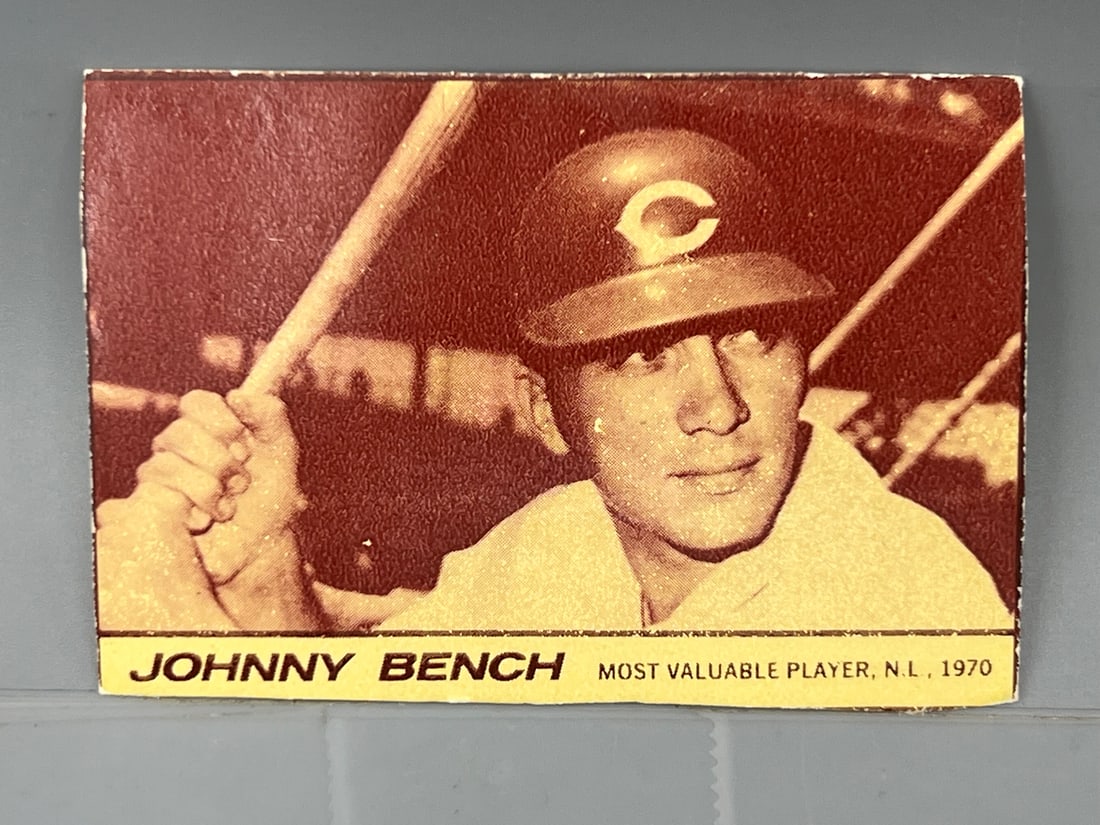 C
JOHNNY BENCH MOST VALUABLE PLAYER, N.L., 1970